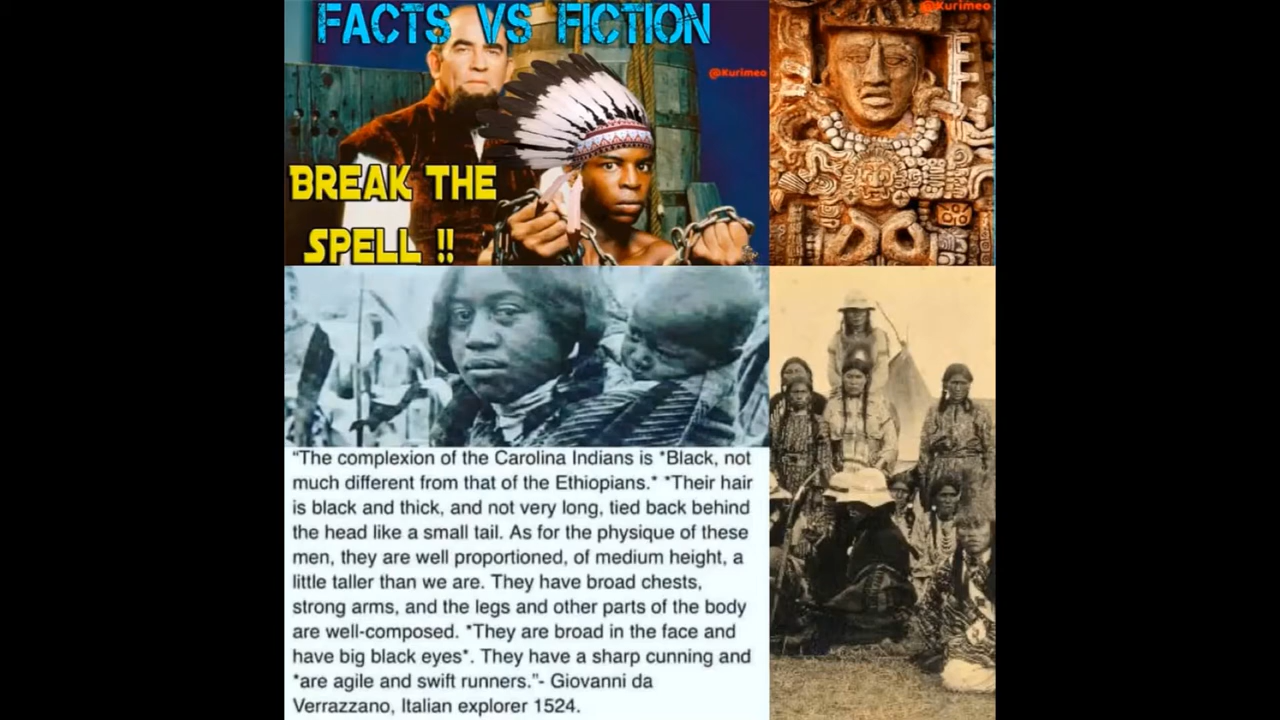 FACTS VS FICTION
@Kurimeo
@Kurimeo
BREAK THE
SPELL !!
"The complexion of the Carolina Indians is *Black, not
much different from that of the Ethiopians.* *Their hair
is black and thick, and not very long, tied back behind
the head like a small tail. As for the physique of these
men, they are well proportioned, of medium height, a
little taller than we are. They have broad chests,
strong arms, and the legs and other parts of the body
are well-composed. *They are broad in the face and
have big black eyes*. They have a sharp cunning and
*are agile and swift runners."- Giovanni da
Verrazzano, Italian explorer 1524.